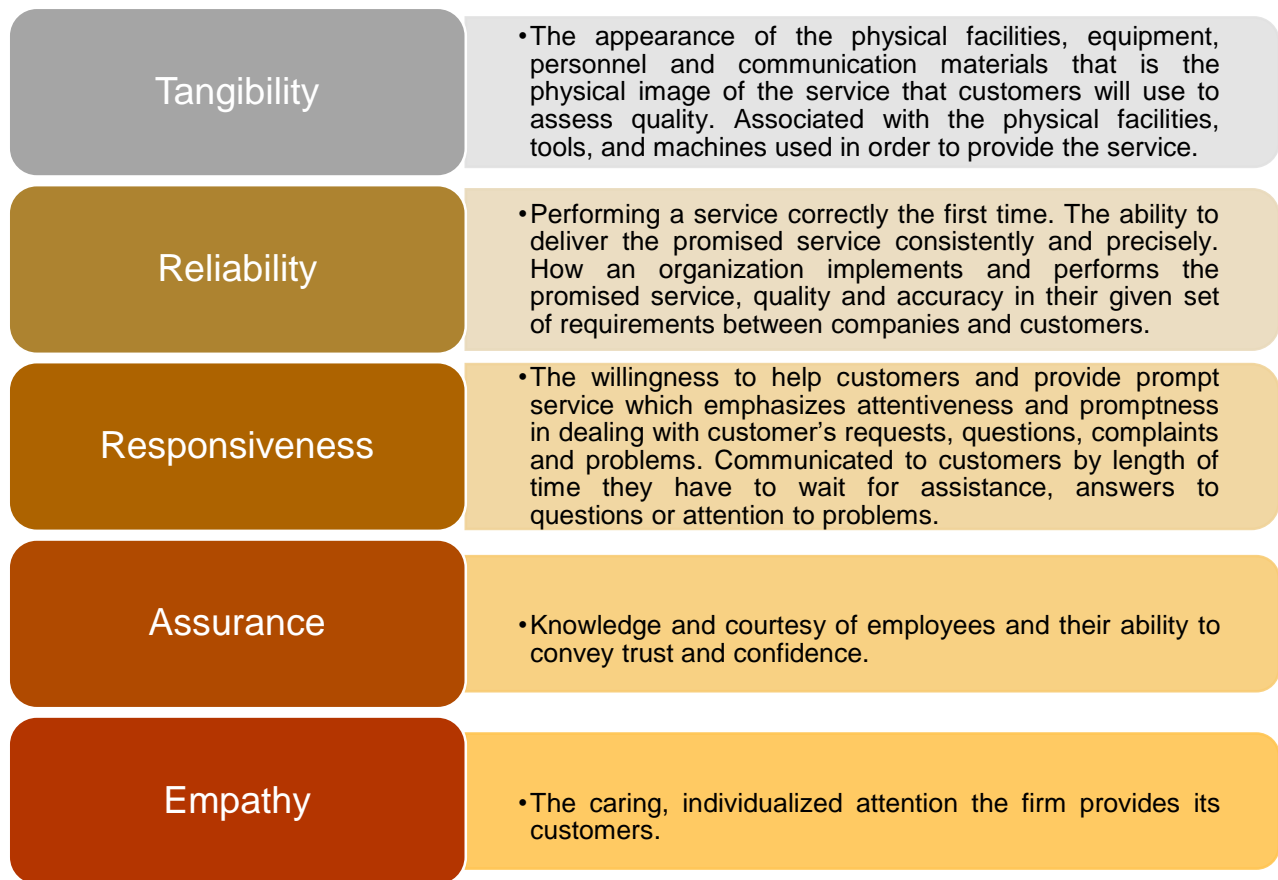 Tangibility
•The appearance of the physical facilities, equipment,
personnel and communication materials that is the
physical image of the service that customers will use to
assess quality. Associated with the physical facilities,
tools, and machines used in order to provide the service.
Reliability
•Performing a service correctly the first time. The ability to
deliver the promised service consistently and precisely.
How an organization implements and performs the
promised service, quality and accuracy in their given set
of requirements between companies and customers.
Responsiveness
•The willingness to help customers and provide prompt
service which emphasizes attentiveness and promptness
in dealing with customer’s requests, questions, complaints
and problems. Communicated to customers by length of
time they have to wait for assistance, answers to
questions or attention to problems.
Assurance
•Knowledge and courtesy of employees and their ability to
convey trust and confidence.
Empathy
•The caring, individualized attention the firm provides its
customers.